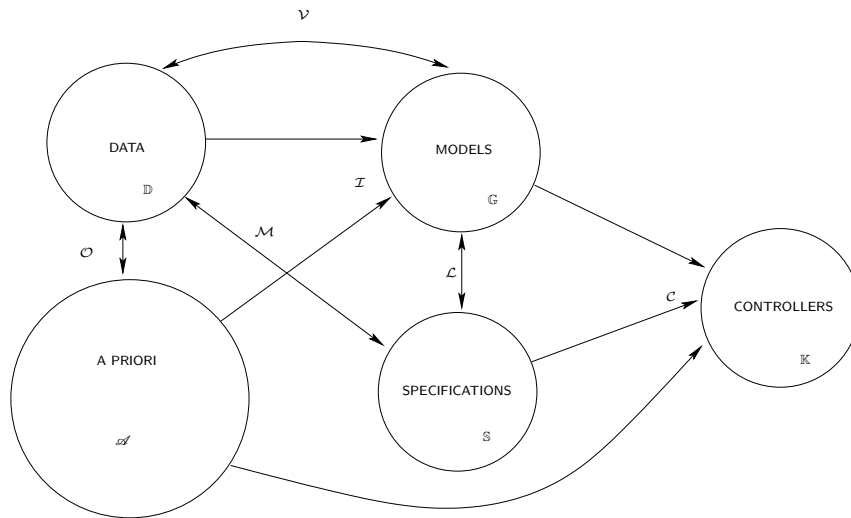 𝒱
DATA
𝔻
MODELS
𝔾
ℐ
ℳ
𝒪
ℒ
𝒞
CONTROLLERS
𝕂
A PRIORI
𝒜
SPECIFICATIONS
𝕊